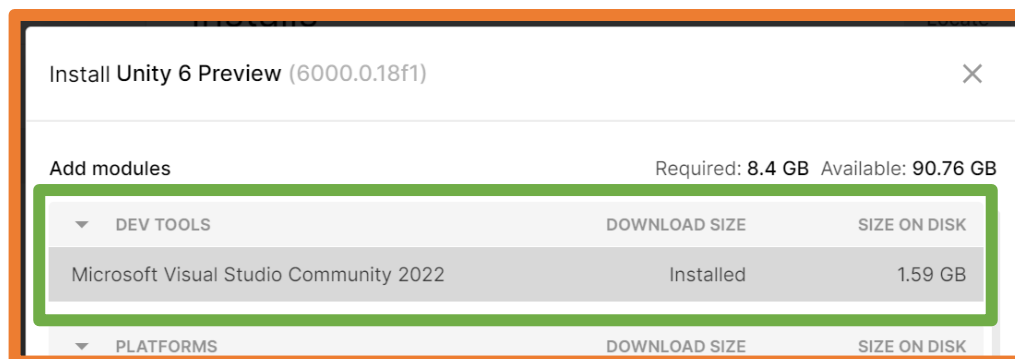 Install Unity 6 Preview (6000.0.18f1)
Add modules Required: 8.4 GB Available: 90.76 GB
DEV TOOLS DOWNLOAD SIZE SIZE ON DISK
Microsoft Visual Studio Community 2022 Installed 1.59 GB
PLATFORMS DOWNLOAD SIZE SIZE ON DISK